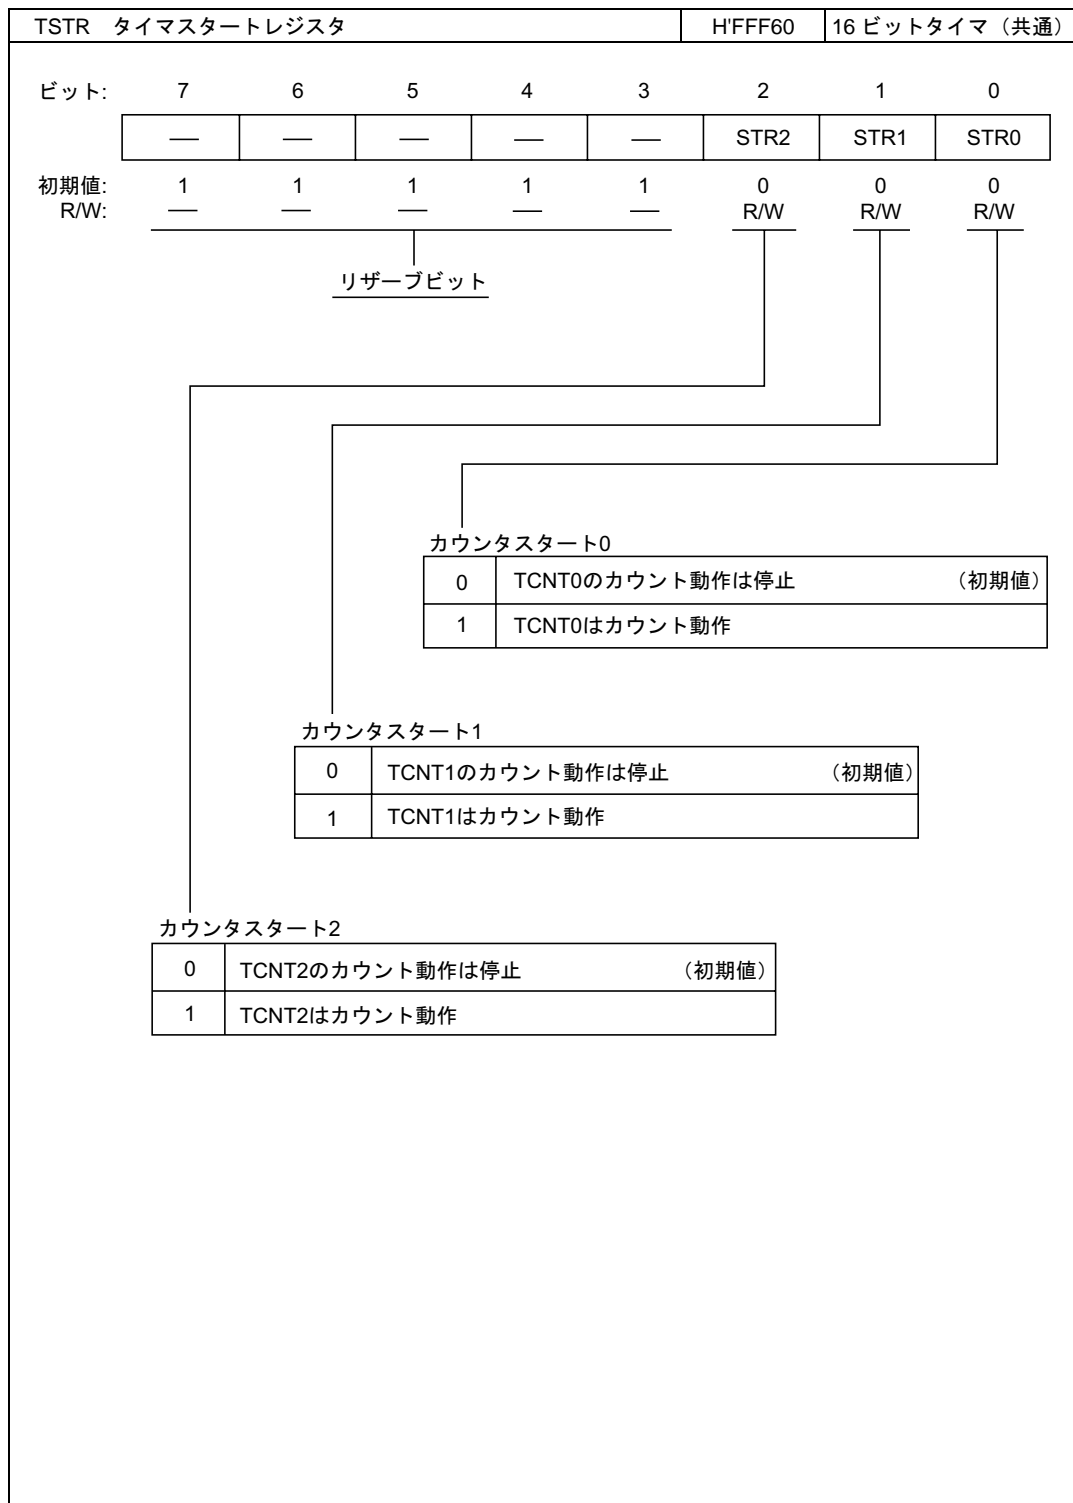 TSTR タイマスタートレジスタ H'FFF60 16 ビットタイマ（共通）
ビット: 7 6 5 4 3 2 1 0
— — — — — STR2 STR1 STR0
初期値: 1 1 1 1 1 0 0 0
R/W: — — — — — R/W R/W R/W
リザーブビット
カウンタスタート0
0 TCNT0のカウント動作は停止 （初期値）
1 TCNT0はカウント動作
カウンタスタート1
0 TCNT1のカウント動作は停止 （初期値）
1 TCNT1はカウント動作
カウンタスタート2
0 TCNT2のカウント動作は停止 （初期値）
1 TCNT2はカウント動作